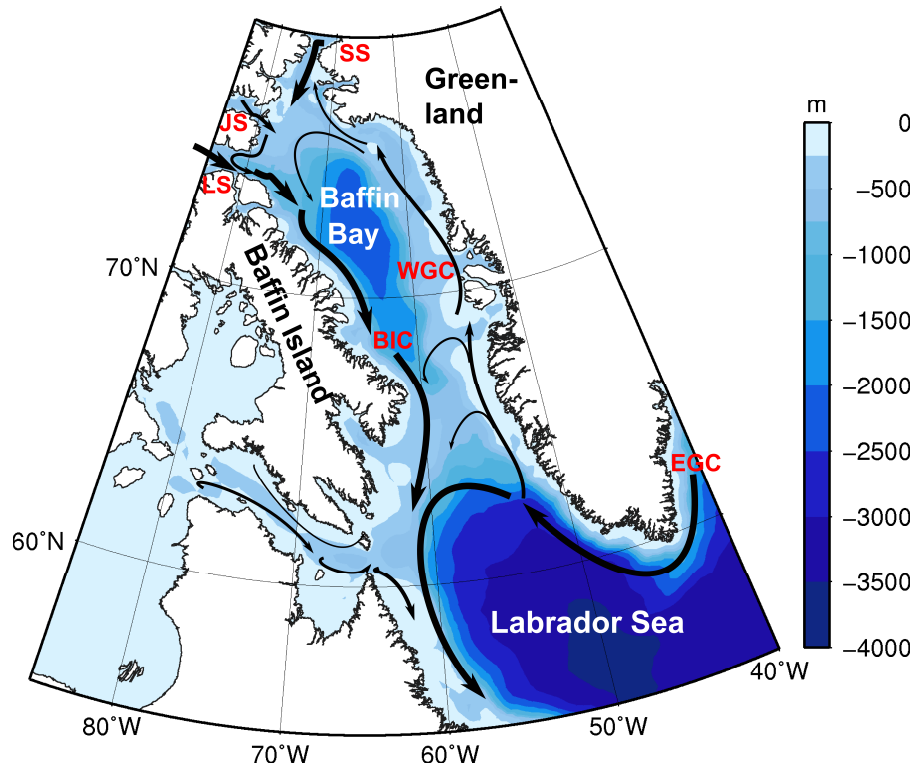 SS
Green-
land
m
0
JS
LS
Baffin
Bay
−500
−1000
70°N
WGC
Baffin Island
BIC
−1500
−2000
EGC
−2500
60°N
−3000
−3500
Labrador Sea
−4000
40°W
50°W
80°W
70°W
60°W